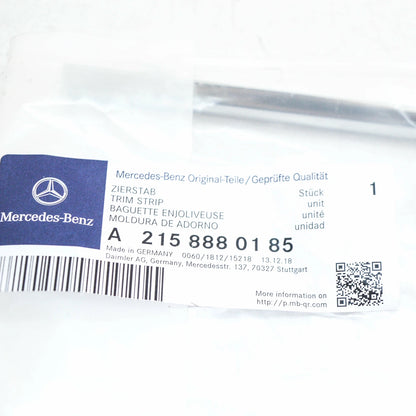 Mercedes-Benz
Mercedes-Benz Original-Teile/Geprüfte Qualität
ZIERSTAB Stück 1
TRIM STRIP unit
BAGUETTE ENJOLIVEUSE unité
MOLDURA DE ADORNO unidad
A 215 888 01 85
Made in GERMANY 0060/1812/15218 13.12.18
Daimler AG, Germany, Mercedesstr. 137, 70327 Stuttgart
More information on
http://p.mb-qr.com